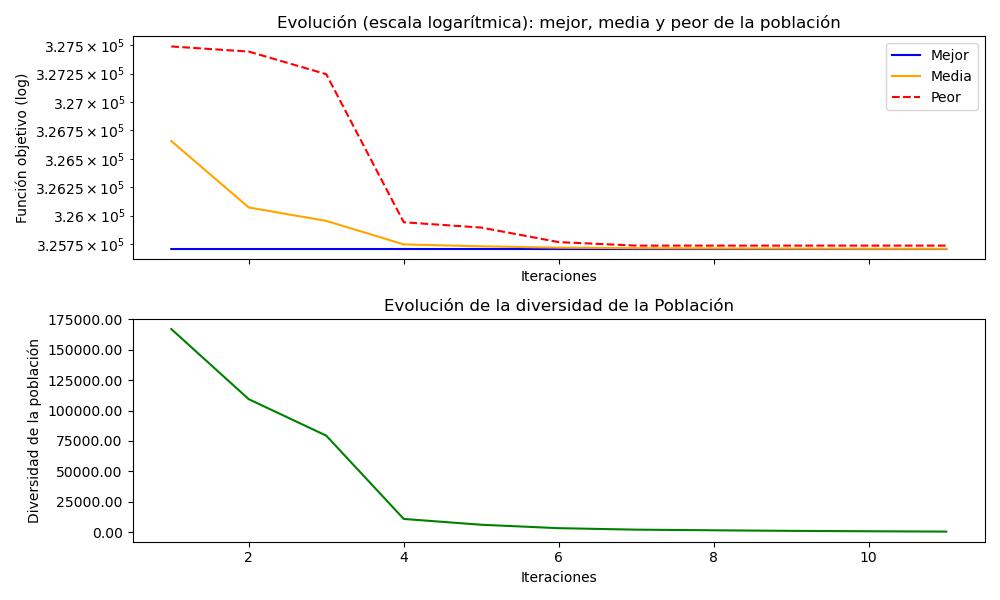 Evolución (escala logarítmica): mejor, media y peor de la población
Función objetivo (log)
3.275 × 10⁵
3.2725 × 10⁵
3.27 × 10⁵
3.2675 × 10⁵
3.265 × 10⁵
3.2625 × 10⁵
3.26 × 10⁵
3.2575 × 10⁵
Mejor
Media
Peor
Iteraciones
Evolución de la diversidad de la Población
Diversidad de la población
175000.00
150000.00
125000.00
100000.00
75000.00
50000.00
25000.00
0.00
2 4 6 8 10
Iteraciones